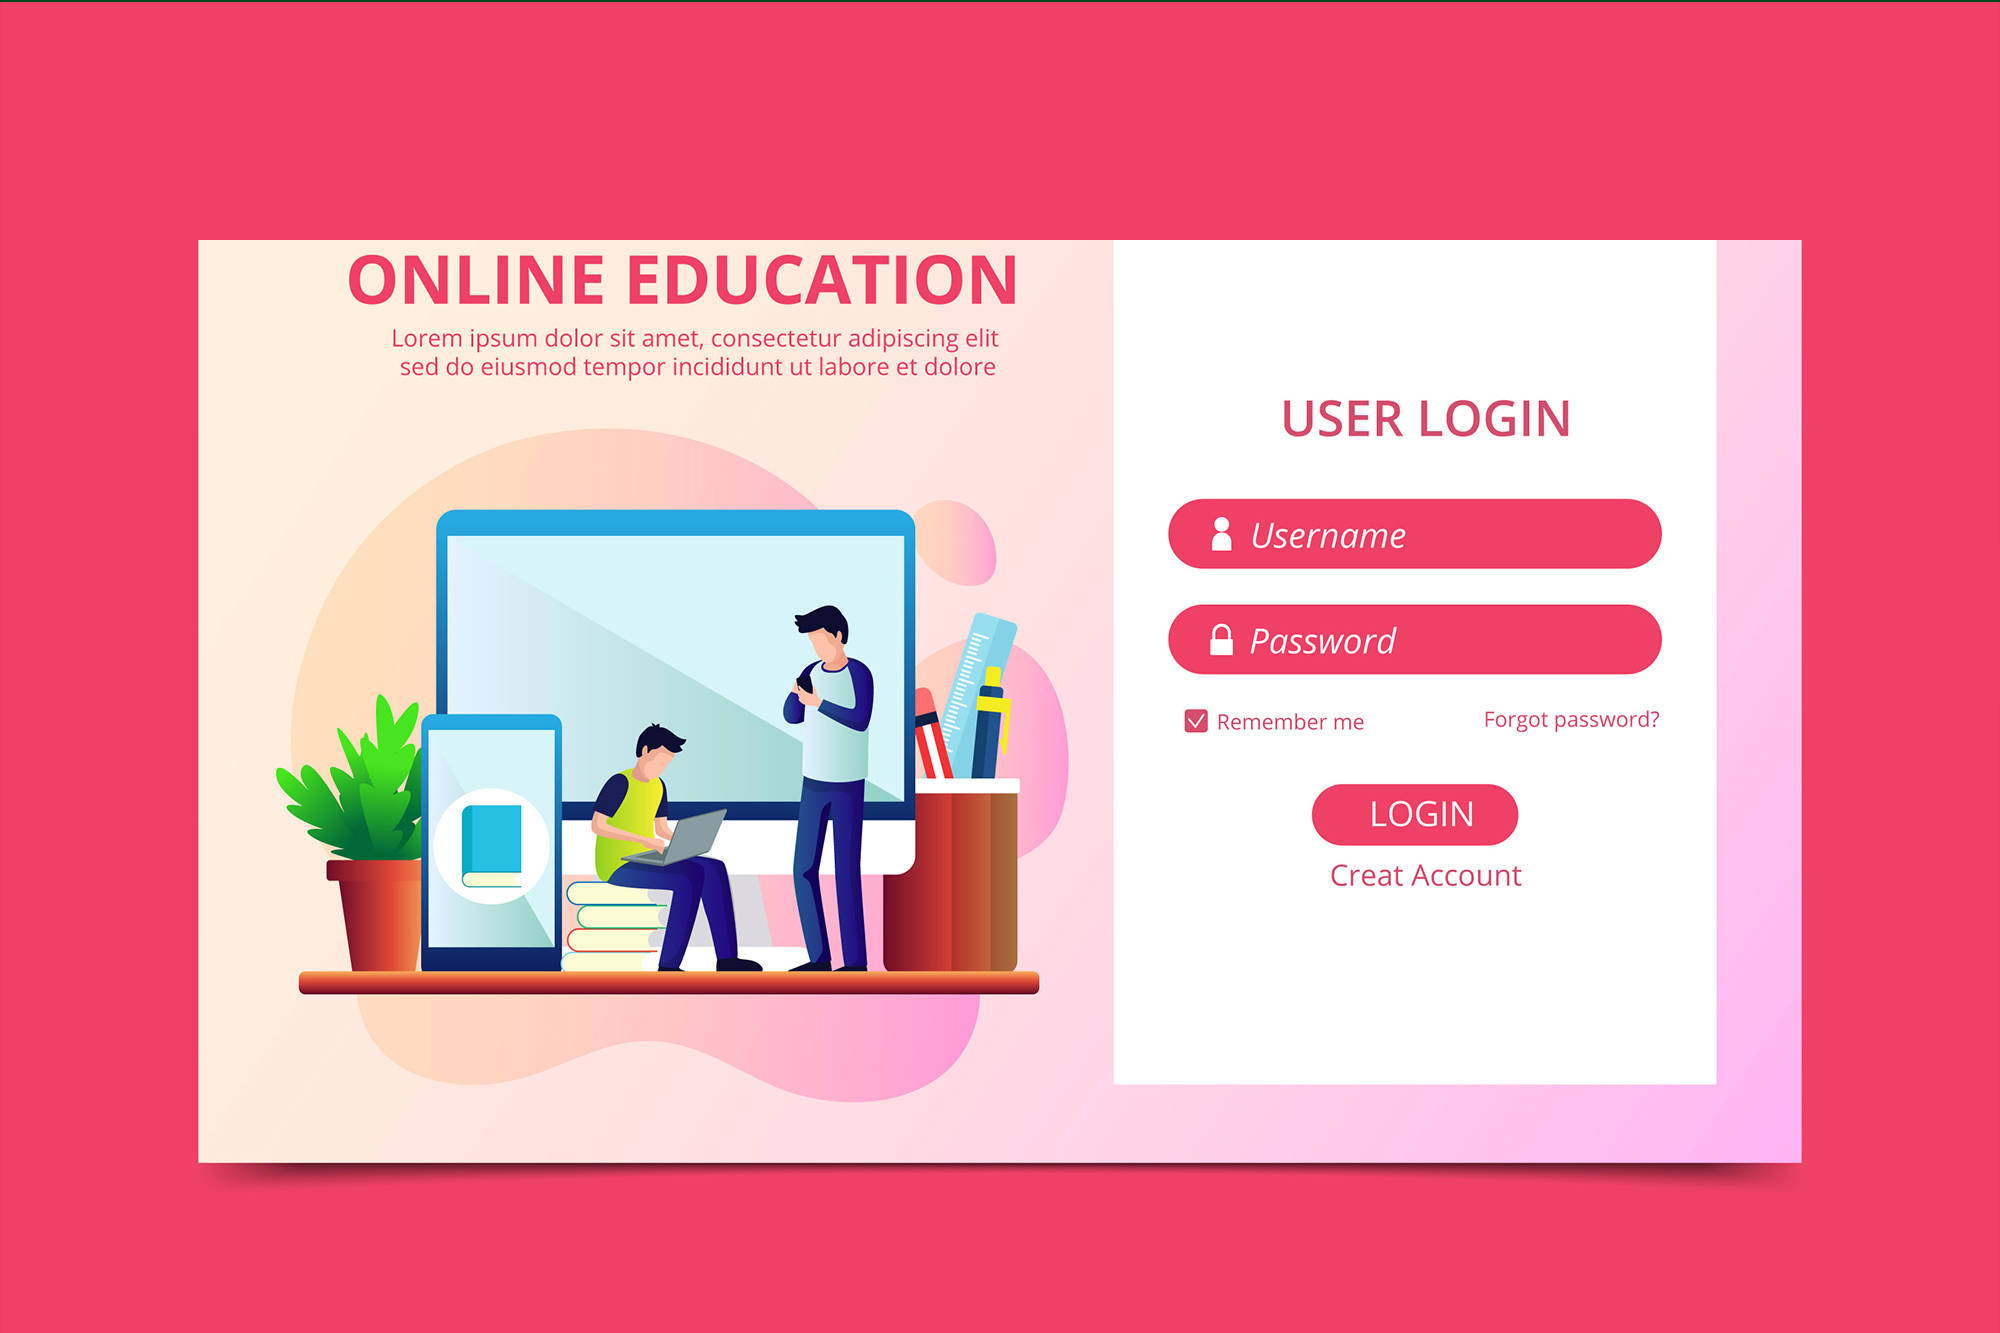 ONLINE EDUCATION
Lorem ipsum dolor sit amet, consectetur adipiscing elit
sed do eiusmod tempor incididunt ut labore et dolore
USER LOGIN
Username
Password
Remember me
Forgot password?
LOGIN
Creat Account